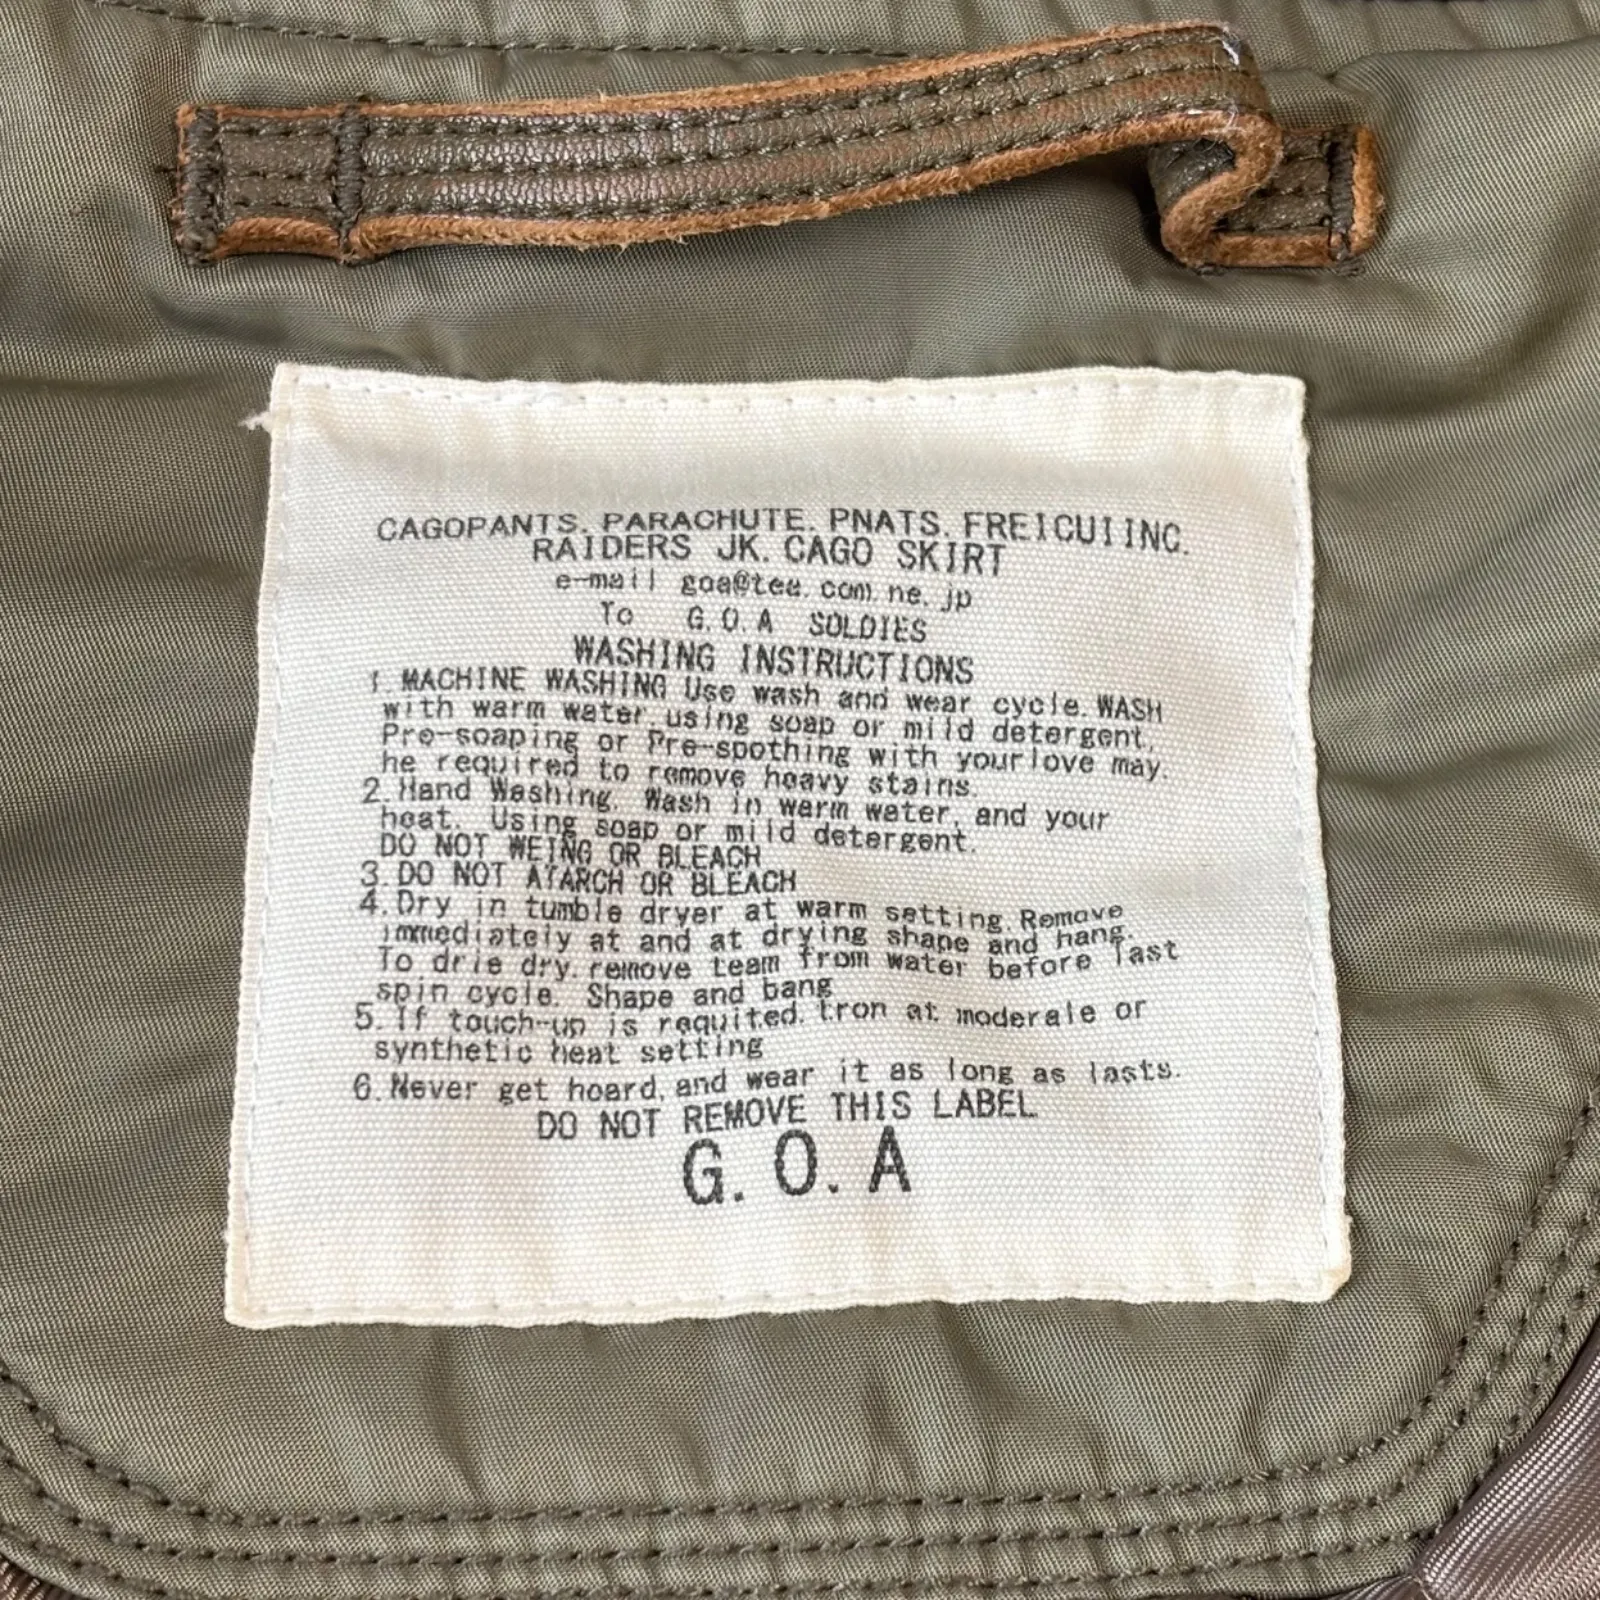 CAGOPANTS. PARACHUTE. PNATS. FREICUIINC.
RAIDERS JK. CAGO SKIRT
e-mail goa@tea.com.ne.jp
To G.O.A SOLDIES
WASHING INSTRUCTIONS
1.MACHINE WASHING Use wash and wear cycle.WASH
with warm water.using soap or mild detergent.
Pre-soaping or Pre-spothing with yourlove may.
he required to remove heavy stains.
2.Hand Washing. Wash in warm water, and your
heat. Using soap or mild detergent.
DO NOT WEING OR BLEACH
3.DO NOT ATARCH OR BLEACH
4.Dry in tumble dryer at warm setting.Remove
immediately at and at drying shape and hang.
To drie dry. remove team from water before last
spin cycle. Shape and bang
5.If touch-up is requited. tron at moderale or
synthetic heat setting
6.Never get hoard, and wear it as long as lasts.
DO NOT REMOVE THIS LABEL
G.O.A